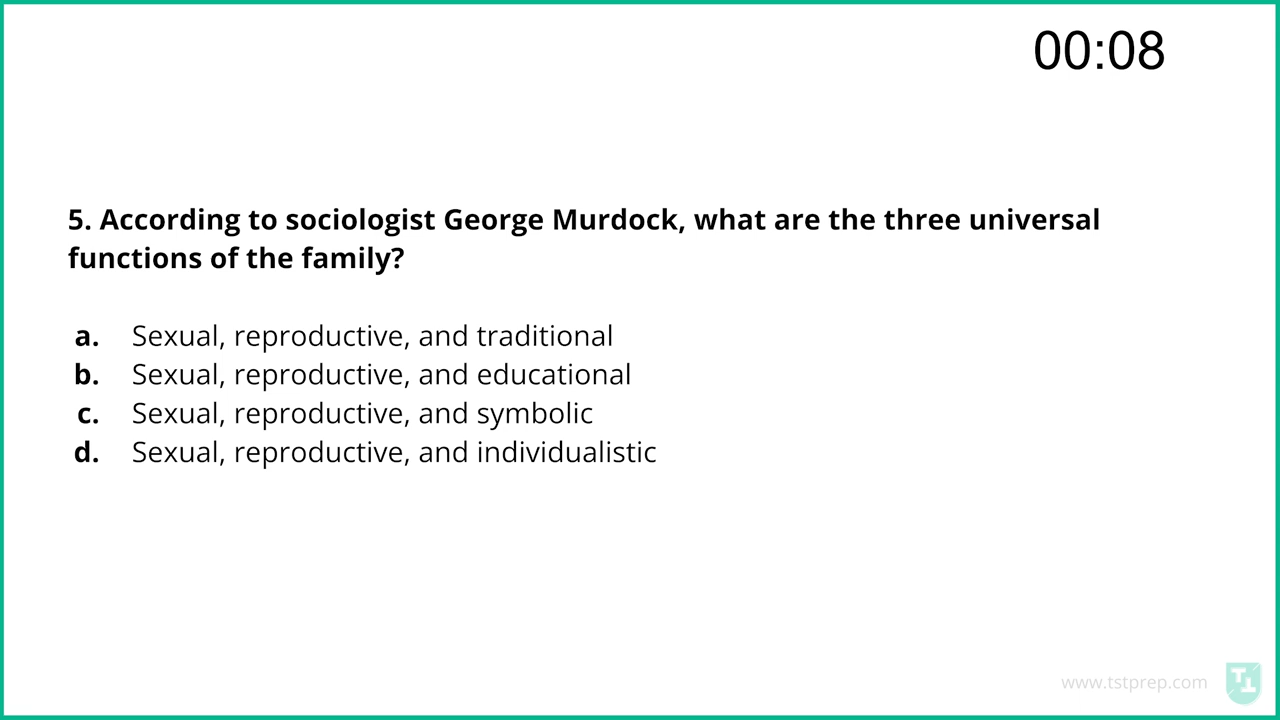 00:08
5. According to sociologist George Murdock, what are the three universal
functions of the family?
a. Sexual, reproductive, and traditional
b. Sexual, reproductive, and educational
c. Sexual, reproductive, and symbolic
d. Sexual, reproductive, and individualistic
www.tstprep.com